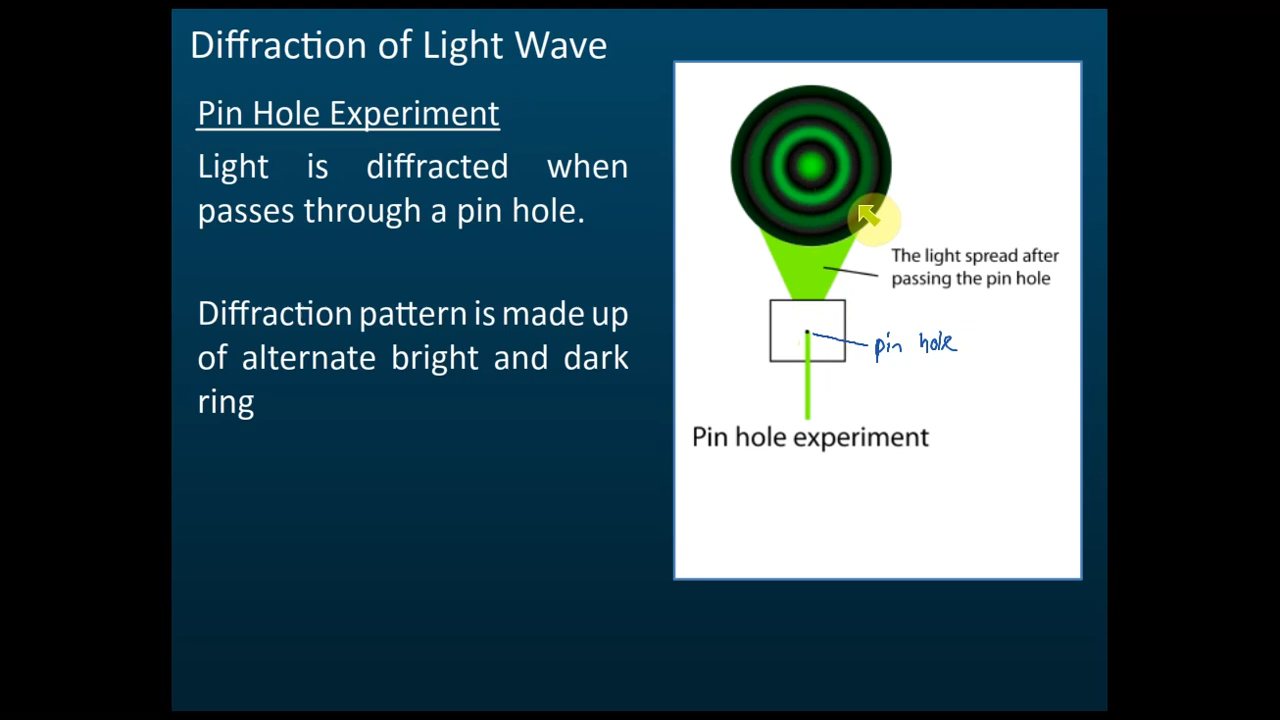 Diffraction of Light Wave
Pin Hole Experiment
Light is diffracted when
passes through a pin hole.
Diffraction pattern is made up
of alternate bright and dark
ring
The light spread after
passing the pin hole
pin hole
Pin hole experiment